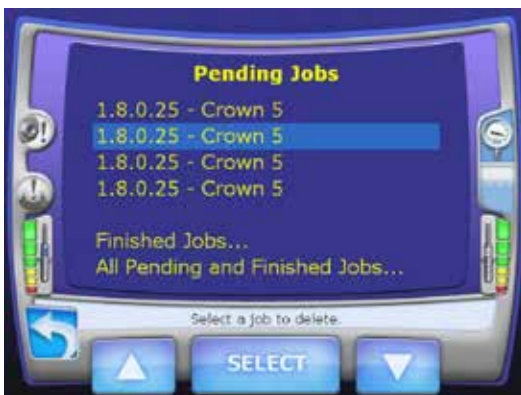 Pending Jobs
1.8.0.25 - Crown 5
1.8.0.25 - Crown 5
1.8.0.25 - Crown 5
1.8.0.25 - Crown 5
Finished Jobs...
All Pending and Finished Jobs...
Select a job to delete.
SELECT